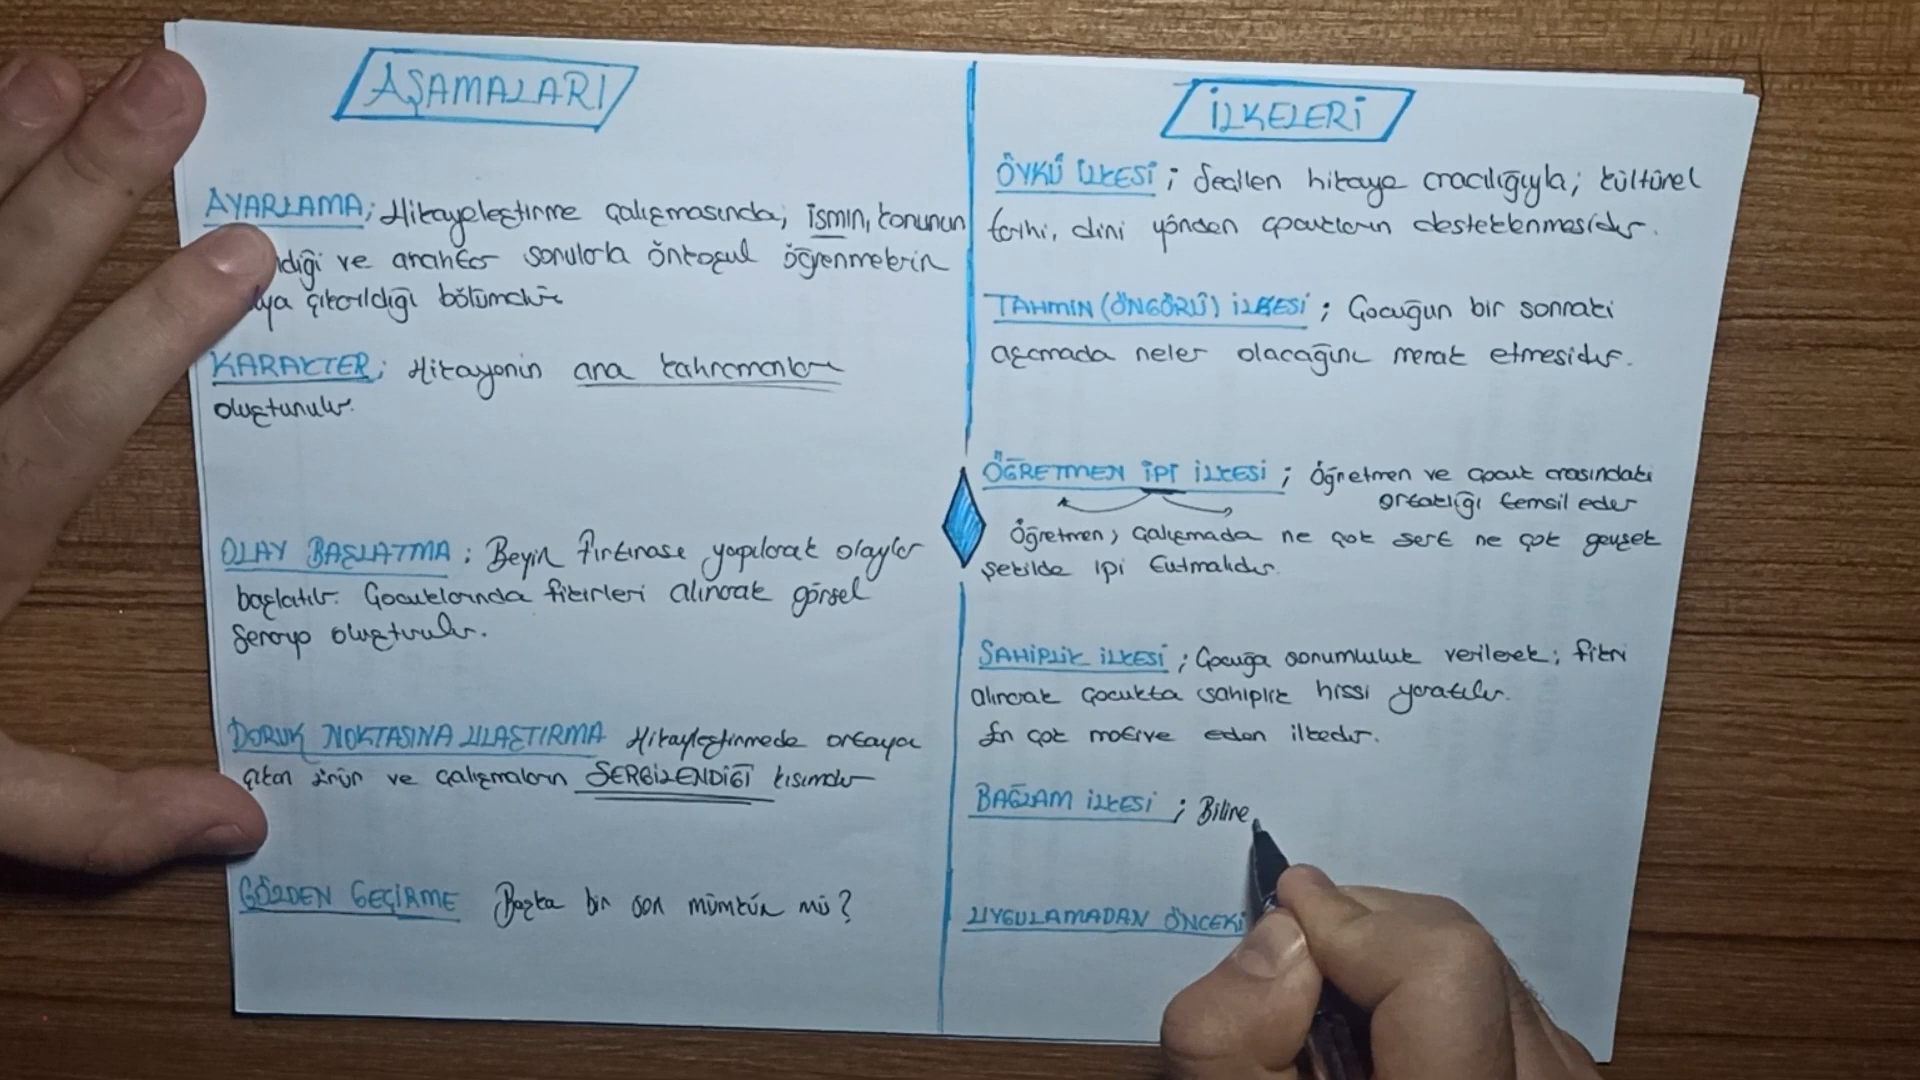 AŞAMALARI
AYARLAMA; Hikayeleştirme çalışmasında; ismin, konunun
ve anahtar sorularla önkoşul öğrenmelerin
çıkarıldığı bölümdür
KARAKTER; Hikayenin ana kahramanları
oluşturulur.
OLAY BAŞLATMA: Beyin fırtınası yapılarak olaylar
başlatılır. Çocuklarında fikirleri alınarak görsel
Senaryo oluşturulur.
DORUK NOKTASINA ULAŞTIRMA Hikayleştirmede ortaya
çıkan ürün ve çalışmaların SERGİLENDİĞİ kısımdır
GÖZDEN GEÇİRME Başka bir son mümkün mü?
İLKELERİ
ÖYKÜ İLKESİ; Seçilen hikaye aracılığıyla; kültürel
tarihi, dini yönden çocukların desteklenmesidir.
TAHMİN (ÖNGÖRÜ) İLKESİ; Çocuğun bir sonraki
aşamada neler olacağını merak etmesidir.
ÖĞRETMEN İPİ İLKESİ; Öğretmen ve çocuk arasındaki
ortaklığı temsil eder
Öğretmen; çalışmada ne çok sert ne çok gevşek
şekilde ipi tutmalıdır.
SAHİPLİK İLKESİ; Çocuğa sorumluluk verilerek; fikri
alınarak çocukta sahiplik hissi yaratılır.
En çok motive eden ilkedir.
BAĞLAM İLKESİ; Biline
UYGULAMADAN ÖNCEKİ